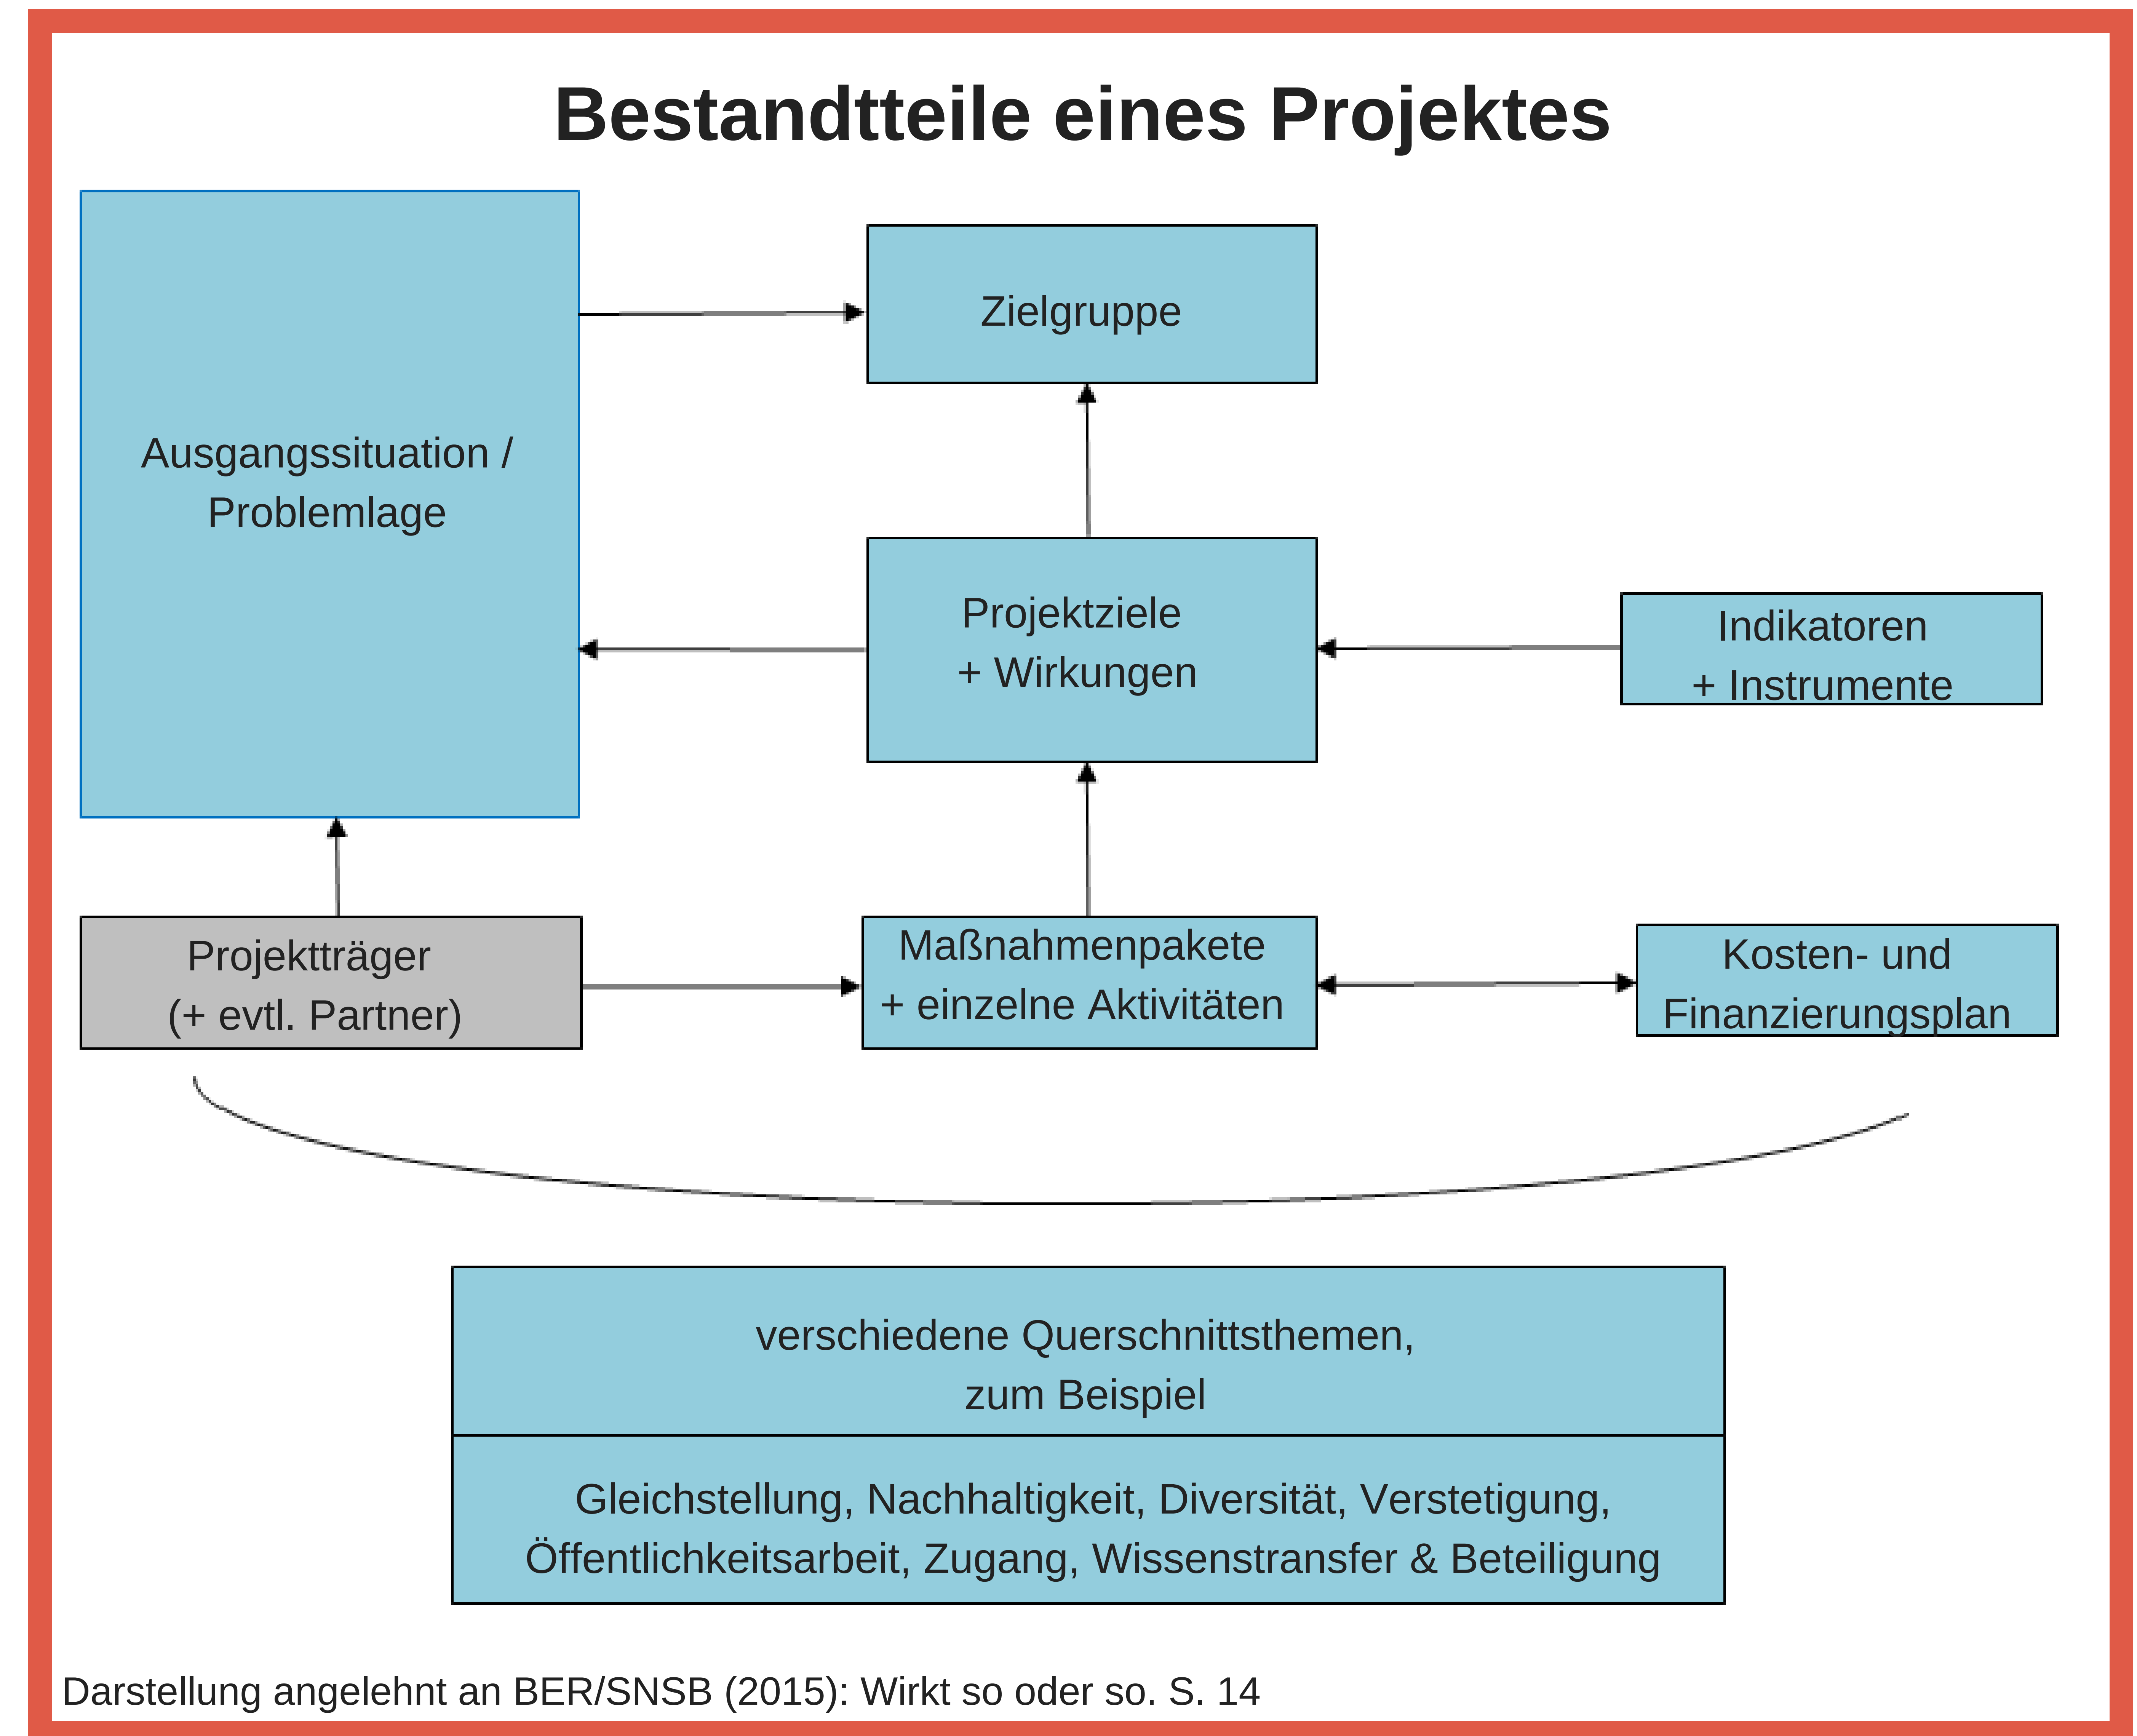 Bestandtteile eines Projektes
Ausgangssituation /
Problemlage
Zielgruppe
Projektziele
+ Wirkungen
Indikatoren
+ Instrumente
Projektträger
(+ evtl. Partner)
Maßnahmenpakete
+ einzelne Aktivitäten
Kosten- und
Finanzierungsplan
verschiedene Querschnittsthemen,
zum Beispiel
Gleichstellung, Nachhaltigkeit, Diversität, Verstetigung,
Öffentlichkeitsarbeit, Zugang, Wissenstransfer & Beteiligung
Darstellung angelehnt an BER/SNSB (2015): Wirkt so oder so. S. 14